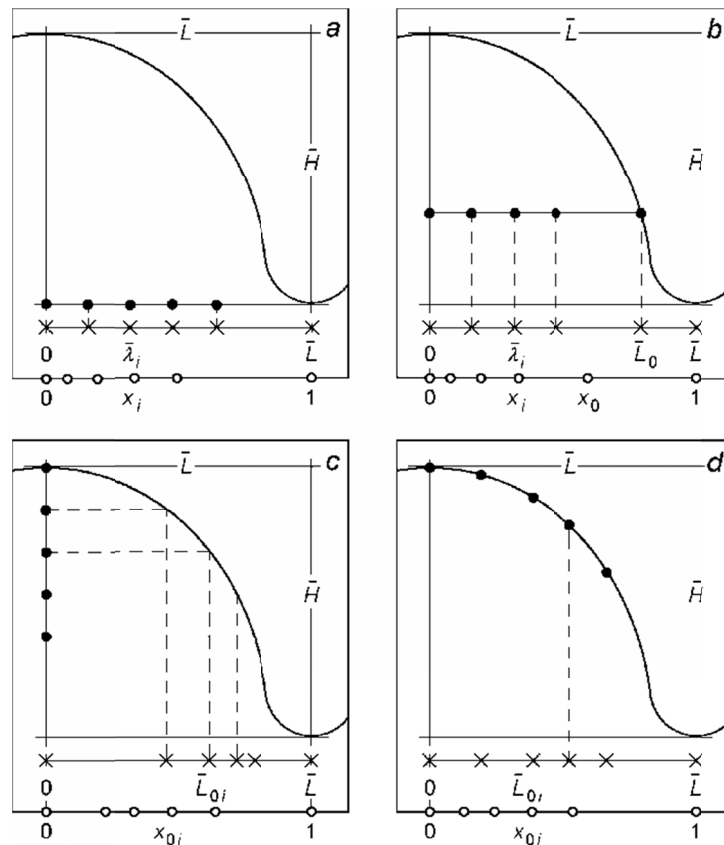 L̄ a
H̄
0 λ̄ᵢ L̄
0 xᵢ 1
L̄ b
H̄
0 λ̄ᵢ L̄₀ L̄
0 xᵢ x₀ 1
L̄ c
H̄
0 L̄₀ᵢ L̄
0 x₀ᵢ 1
L̄ d
H̄
0 L̄₀ᵢ L̄
0 x₀ᵢ 1